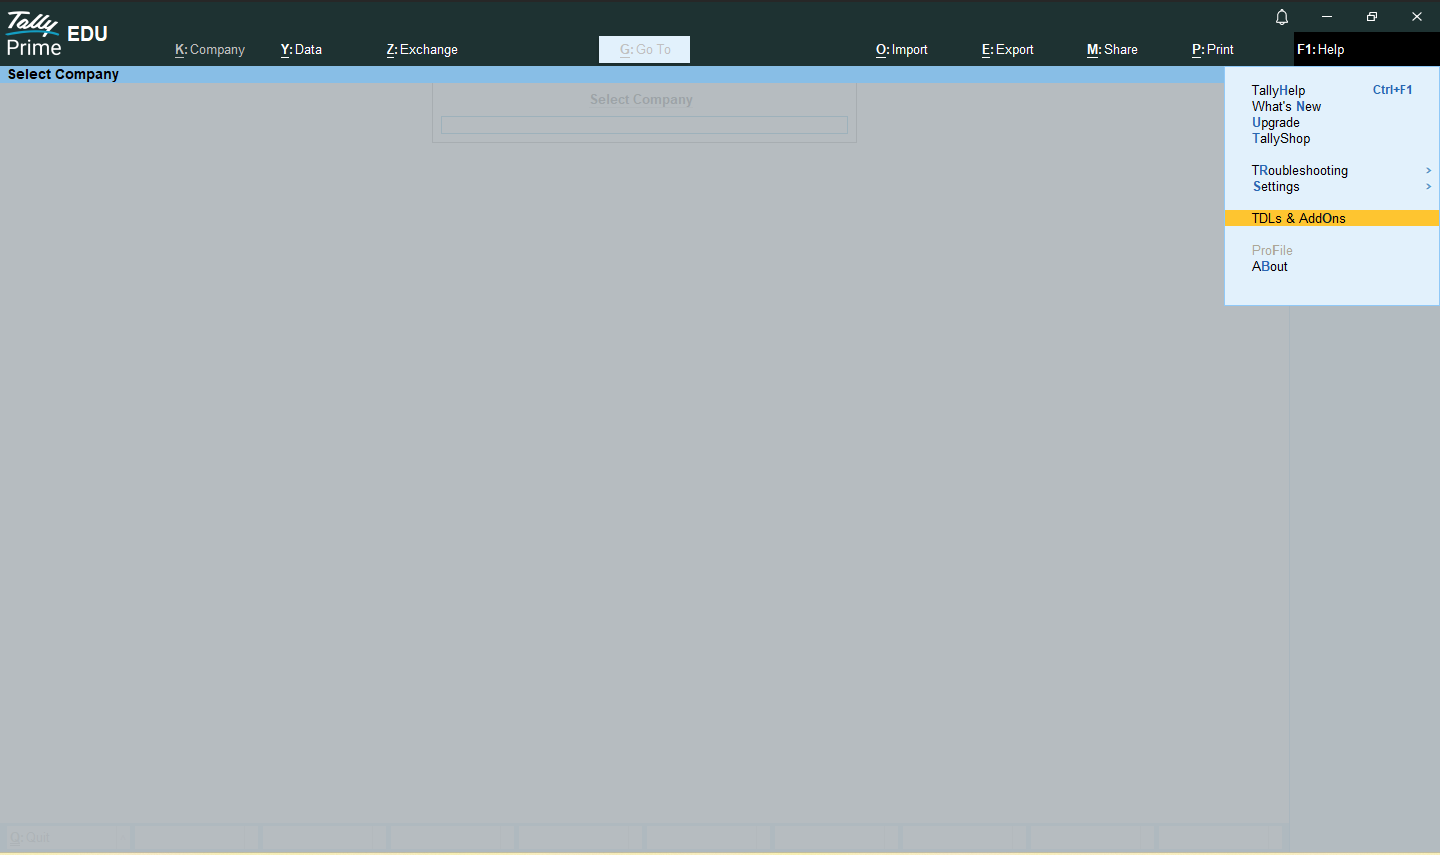 Tally
Prime EDU
K: Company Y: Data Z: Exchange G: Go To O: Import E: Export M: Share P: Print F1: Help
Select Company
Select Company
TallyHelp Ctrl+F1
What's New
Upgrade
TallyShop
TRoubleshooting >
Settings >
TDLs & AddOns
ProFile
ABout
Q: Quit